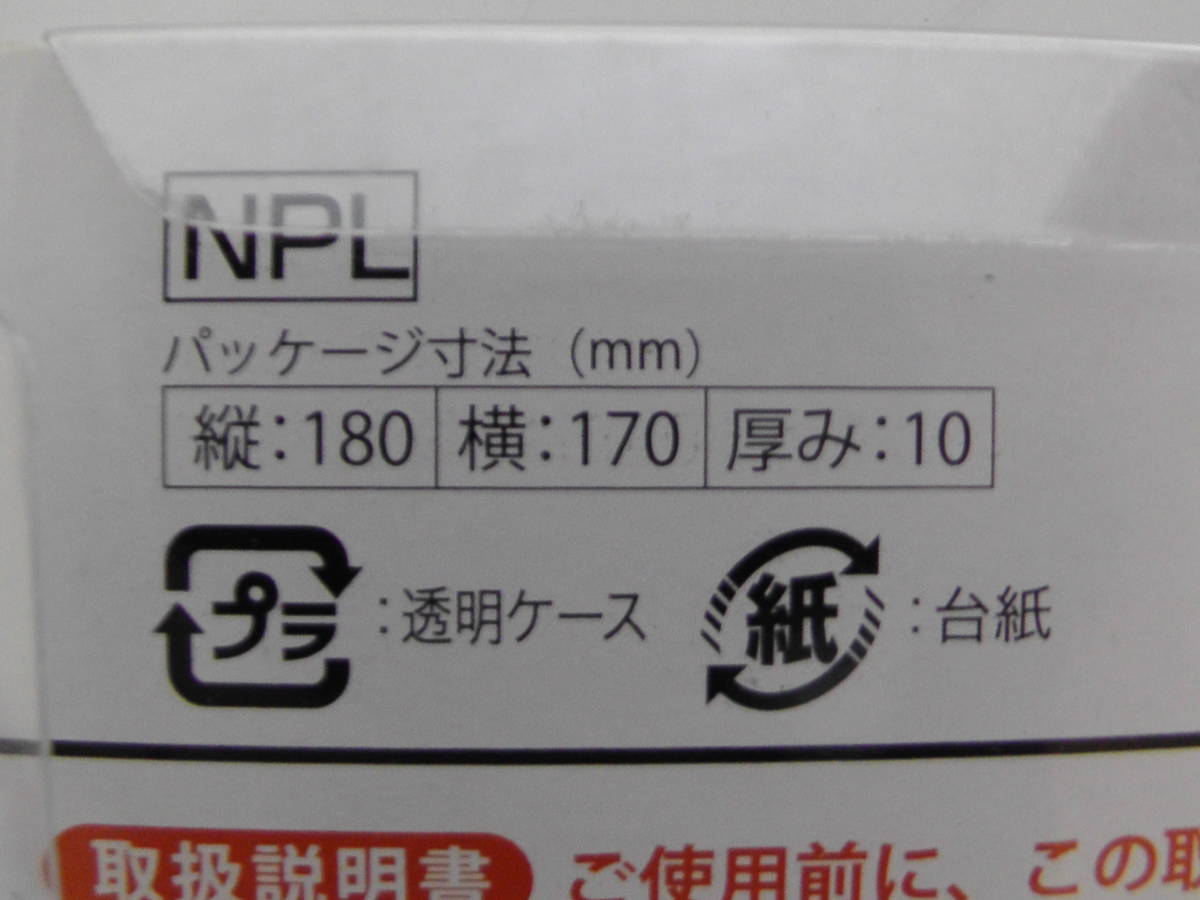 NPL
パッケージ寸法（mm）
縦：180 横：170 厚み：10
プラ：透明ケース 紙：台紙
取扱説明書 ご使用前に、この取